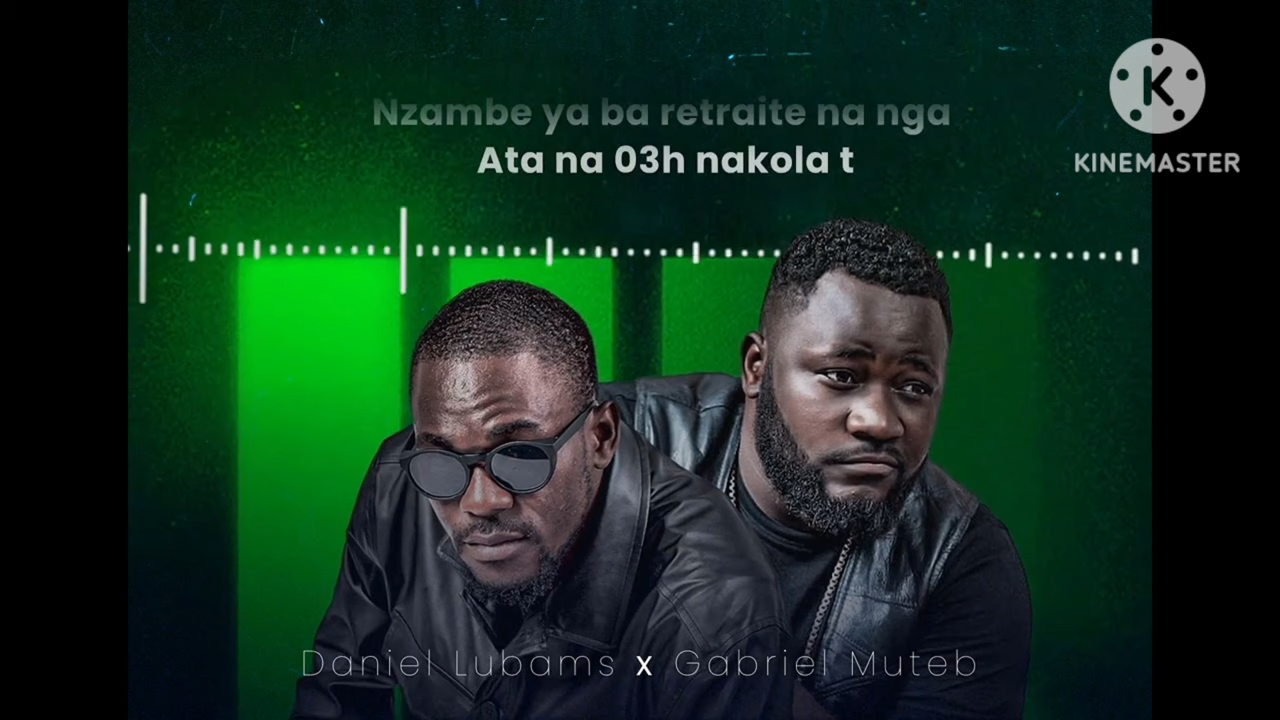 Nzambe ya ba retraite na nga
Ata na 03h nakola t
KINEMASTER
Daniel Lubams x Gabriel Muteb